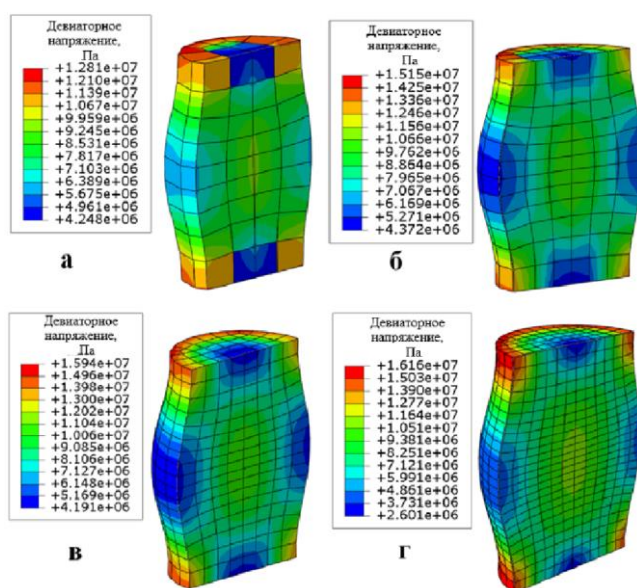 Девиаторное
напряжение,
Па
+1.281e+07
+1.210e+07
+1.139e+07
+1.067e+07
+9.959e+06
+9.245e+06
+8.531e+06
+7.817e+06
+7.103e+06
+6.389e+06
+5.675e+06
+4.961e+06
+4.248e+06
а
Девиаторное
напряжение,
Па
+1.515e+07
+1.425e+07
+1.336e+07
+1.246e+07
+1.156e+07
+1.066e+07
+9.762e+06
+8.864e+06
+7.965e+06
+7.067e+06
+6.169e+06
+5.271e+06
+4.372e+06
б
Девиаторное
напряжение,
Па
+1.594e+07
+1.496e+07
+1.398e+07
+1.300e+07
+1.202e+07
+1.104e+07
+1.006e+07
+9.085e+06
+8.106e+06
+7.127e+06
+6.148e+06
+5.169e+06
+4.191e+06
в
Девиаторное
напряжение,
Па
+1.616e+07
+1.503e+07
+1.390e+07
+1.277e+07
+1.164e+07
+1.051e+07
+9.381e+06
+8.251e+06
+7.121e+06
+5.991e+06
+4.861e+06
+3.731e+06
+2.601e+06
г